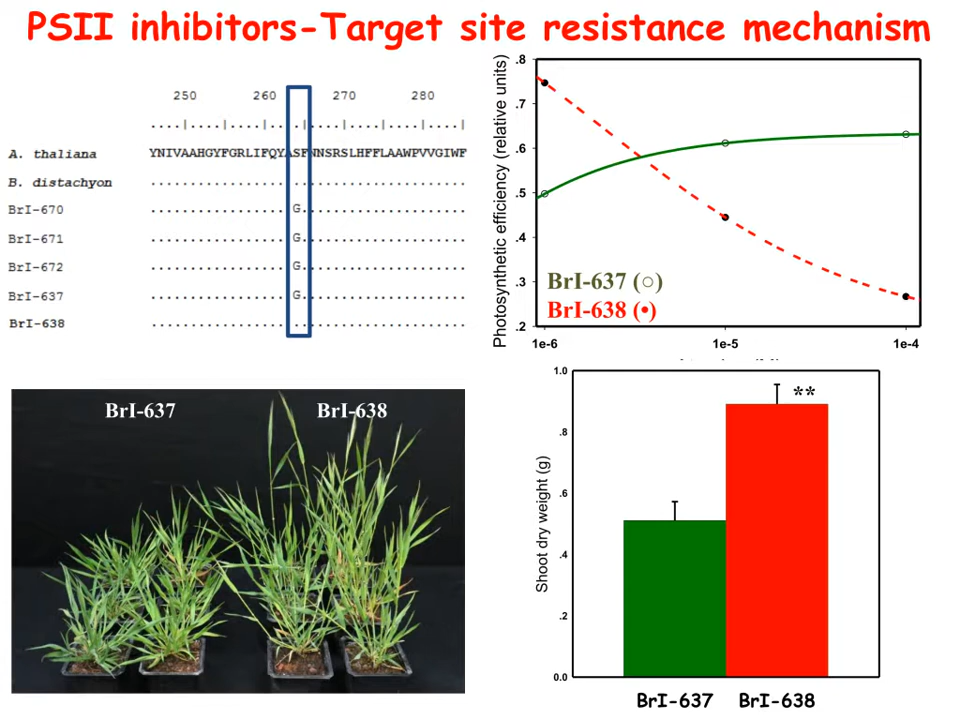 PSII inhibitors-Target site resistance mechanism
250 260 270 280
....|....|....|....|....|....|....|....|
A. thaliana YNIVAAHGYFGRLIFQYASFNNSRSLHFFLAAWPVVGIWF
B. distachyon ........................................
BrI-670 ..................G.....................
BrI-671 ..................G.....................
BrI-672 ..................G.....................
BrI-637 ..................G.....................
BrI-638 ........................................
Photosynthetic efficiency (relative units)
.8
.7
.6
.5
.4
.3
.2
BrI-637 (○)
BrI-638 (•)
1e-6 1e-5 1e-4
BrI-637 BrI-638
Shoot dry weight (g)
1.0
.8
.6
.4
.2
0.0
**
BrI-637 BrI-638